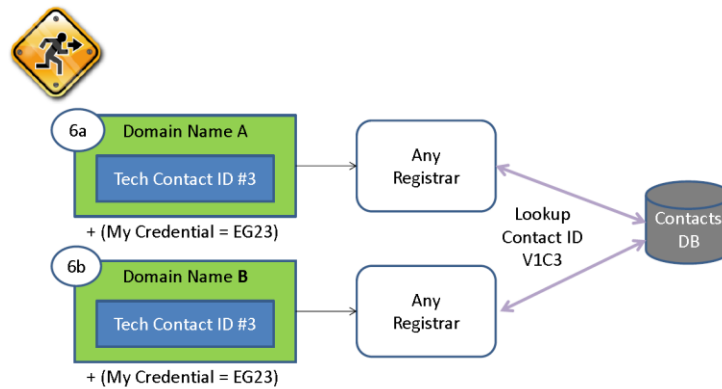 6a
Domain Name A
Tech Contact ID #3
+ (My Credential = EG23)
Any
Registrar
Lookup
Contact ID
V1C3
Contacts
DB
6b
Domain Name B
Tech Contact ID #3
+ (My Credential = EG23)
Any
Registrar